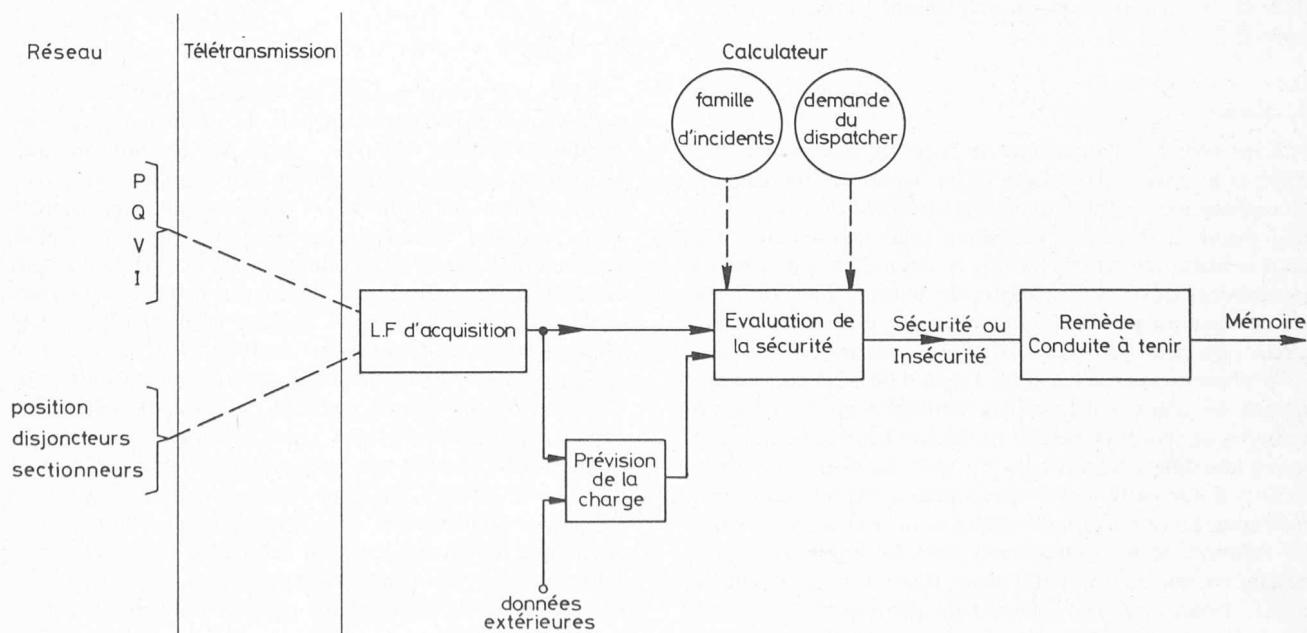 Réseau
Télétransmission
Calculateur
famille
d'incidents
demande
du
dispatcher
P
Q
V
I
L.F d'acquisition
Evaluation de
la sécurité
Sécurité ou
Insécurité
Remède
Conduite à tenir
Mémoire
position
disjoncteurs
sectionneurs
Prévision
de la
charge
données
extérieures